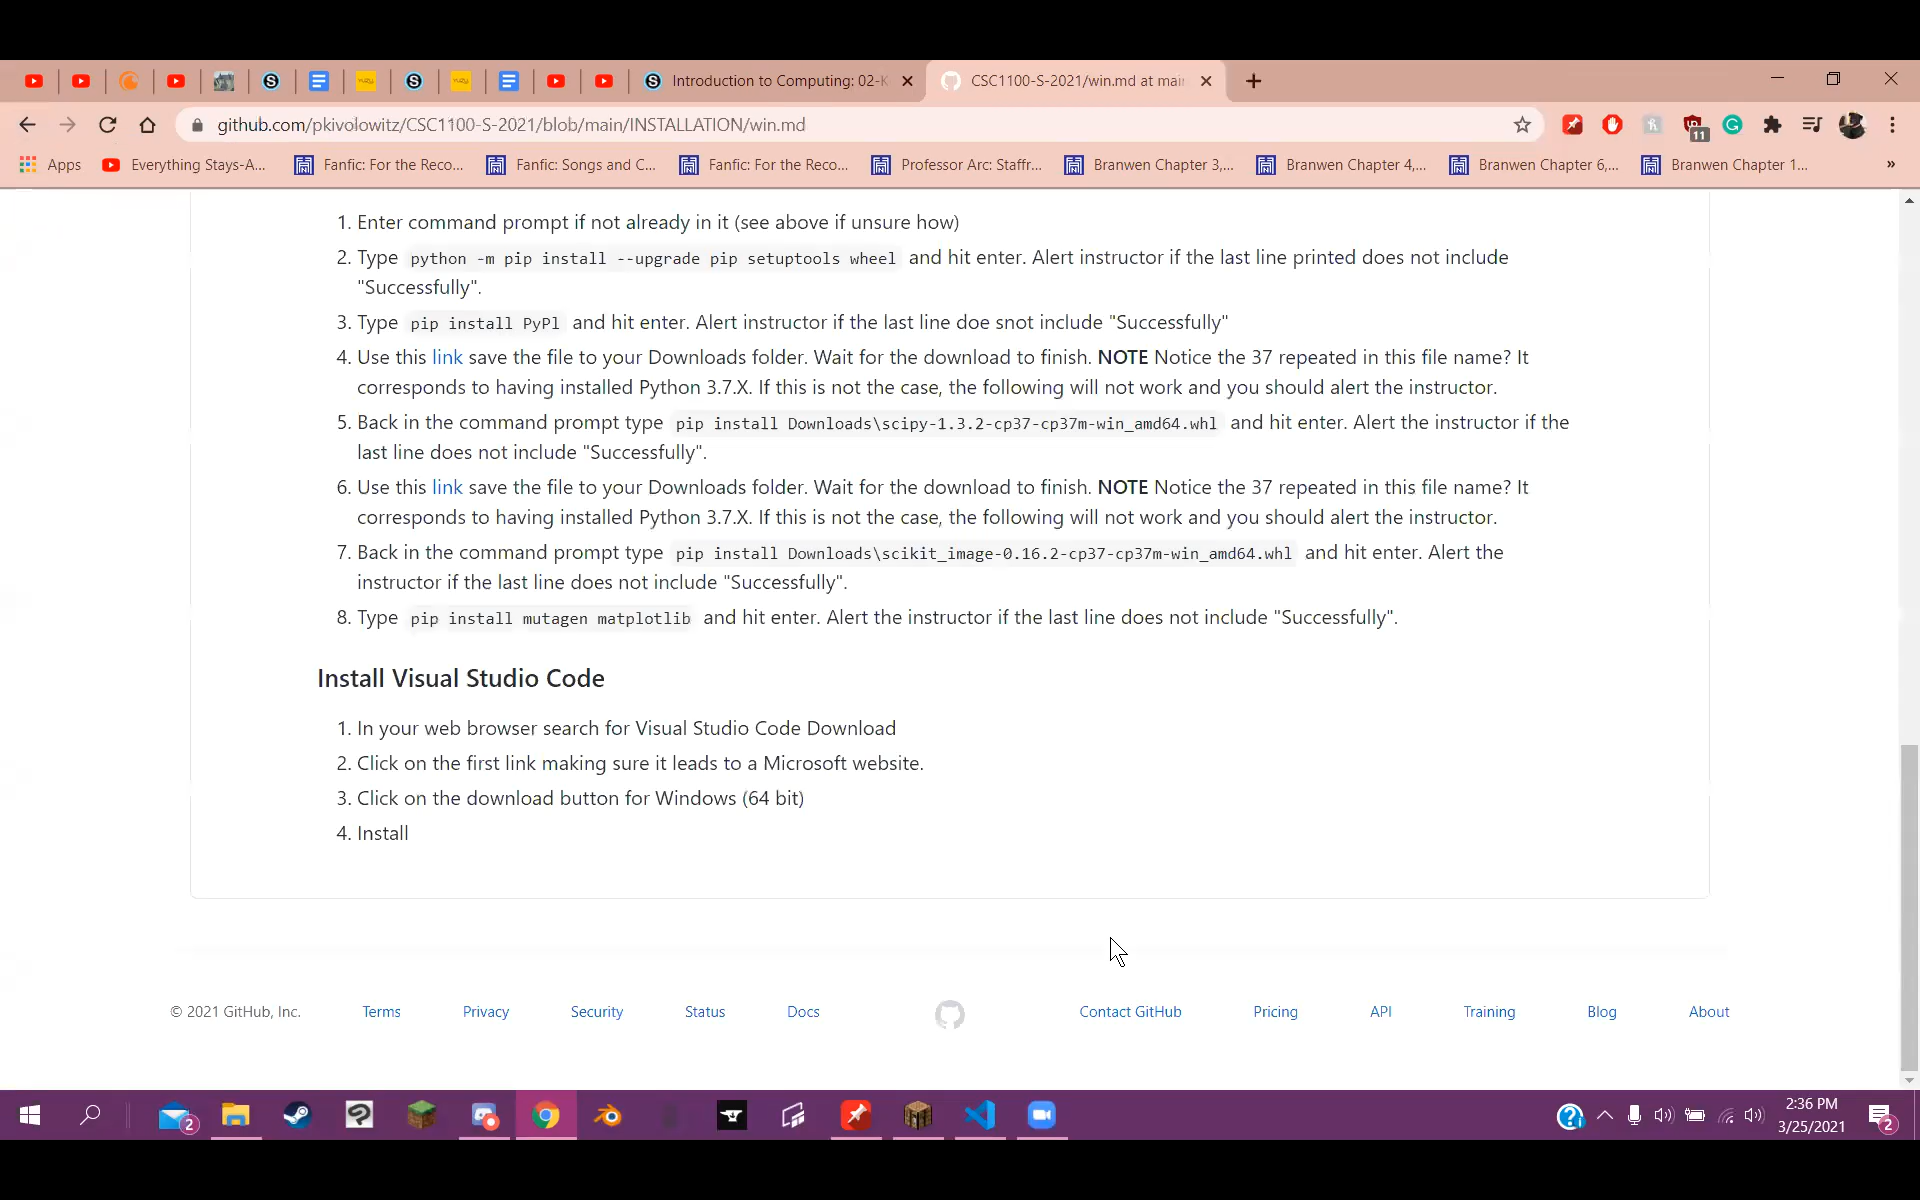 Introduction to Computing: 02-K
CSC1100-S-2021/win.md at main
github.com/pkivolowitz/CSC1100-S-2021/blob/main/INSTALLATION/win.md
11
Apps
Everything Stays-A...
Fanfic: For the Reco...
Fanfic: Songs and C...
Fanfic: For the Reco...
Professor Arc: Staffr...
Branwen Chapter 3,...
Branwen Chapter 4,...
Branwen Chapter 6,...
Branwen Chapter 1...
»
1. Enter command prompt if not already in it (see above if unsure how)
2. Type python -m pip install --upgrade pip setuptools wheel and hit enter. Alert instructor if the last line printed does not include
"Successfully".
3. Type pip install PyPl and hit enter. Alert instructor if the last line doe snot include "Successfully"
4. Use this link save the file to your Downloads folder. Wait for the download to finish. NOTE Notice the 37 repeated in this file name? It
corresponds to having installed Python 3.7.X. If this is not the case, the following will not work and you should alert the instructor.
5. Back in the command prompt type pip install Downloads\scipy-1.3.2-cp37-cp37m-win_amd64.whl and hit enter. Alert the instructor if the
last line does not include "Successfully".
6. Use this link save the file to your Downloads folder. Wait for the download to finish. NOTE Notice the 37 repeated in this file name? It
corresponds to having installed Python 3.7.X. If this is not the case, the following will not work and you should alert the instructor.
7. Back in the command prompt type pip install Downloads\scikit_image-0.16.2-cp37-cp37m-win_amd64.whl and hit enter. Alert the
instructor if the last line does not include "Successfully".
8. Type pip install mutagen matplotlib and hit enter. Alert the instructor if the last line does not include "Successfully".
Install Visual Studio Code
1. In your web browser search for Visual Studio Code Download
2. Click on the first link making sure it leads to a Microsoft website.
3. Click on the download button for Windows (64 bit)
4. Install
© 2021 GitHub, Inc.
Terms
Privacy
Security
Status
Docs
Contact GitHub
Pricing
API
Training
Blog
About
2
2:36 PM
3/25/2021
2